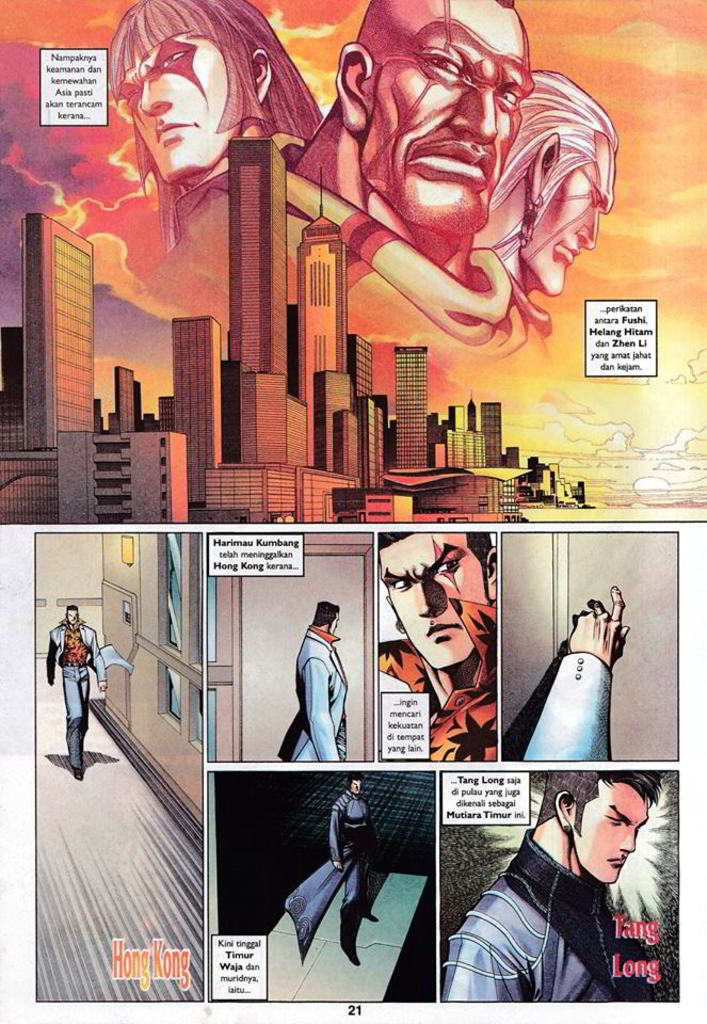 Nampaknya
keamanan dan
kemewahan
Asia pasti
akan terancam
kerana...
...perikatan
antara Fushi,
Helang Hitam
dan Zhen Li
yang amat jahat
dan kejam.
Harimau Kumbang
telah meninggalkan
Hong Kong kerana...
...ingin
mencari
kekuatan
di tempat
yang lain.
Hong Kong
Kini tinggal
Timur
Waja dan
muridnya,
iaitu...
...Tang Long saja
di pulau yang juga
dikenali sebagai
Mutiara Timur ini.
Tang
Long
21